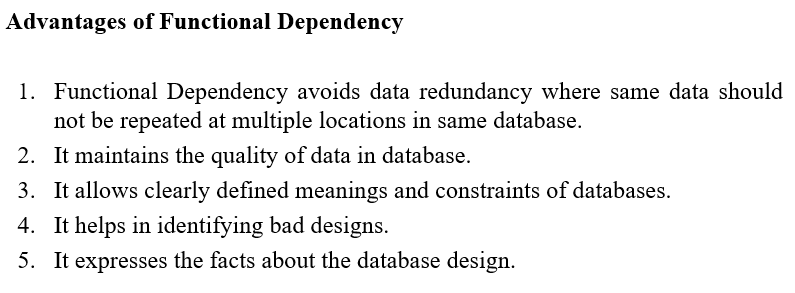 Advantages of Functional Dependency
1. Functional Dependency avoids data redundancy where same data should
not be repeated at multiple locations in same database.
2. It maintains the quality of data in database.
3. It allows clearly defined meanings and constraints of databases.
4. It helps in identifying bad designs.
5. It expresses the facts about the database design.